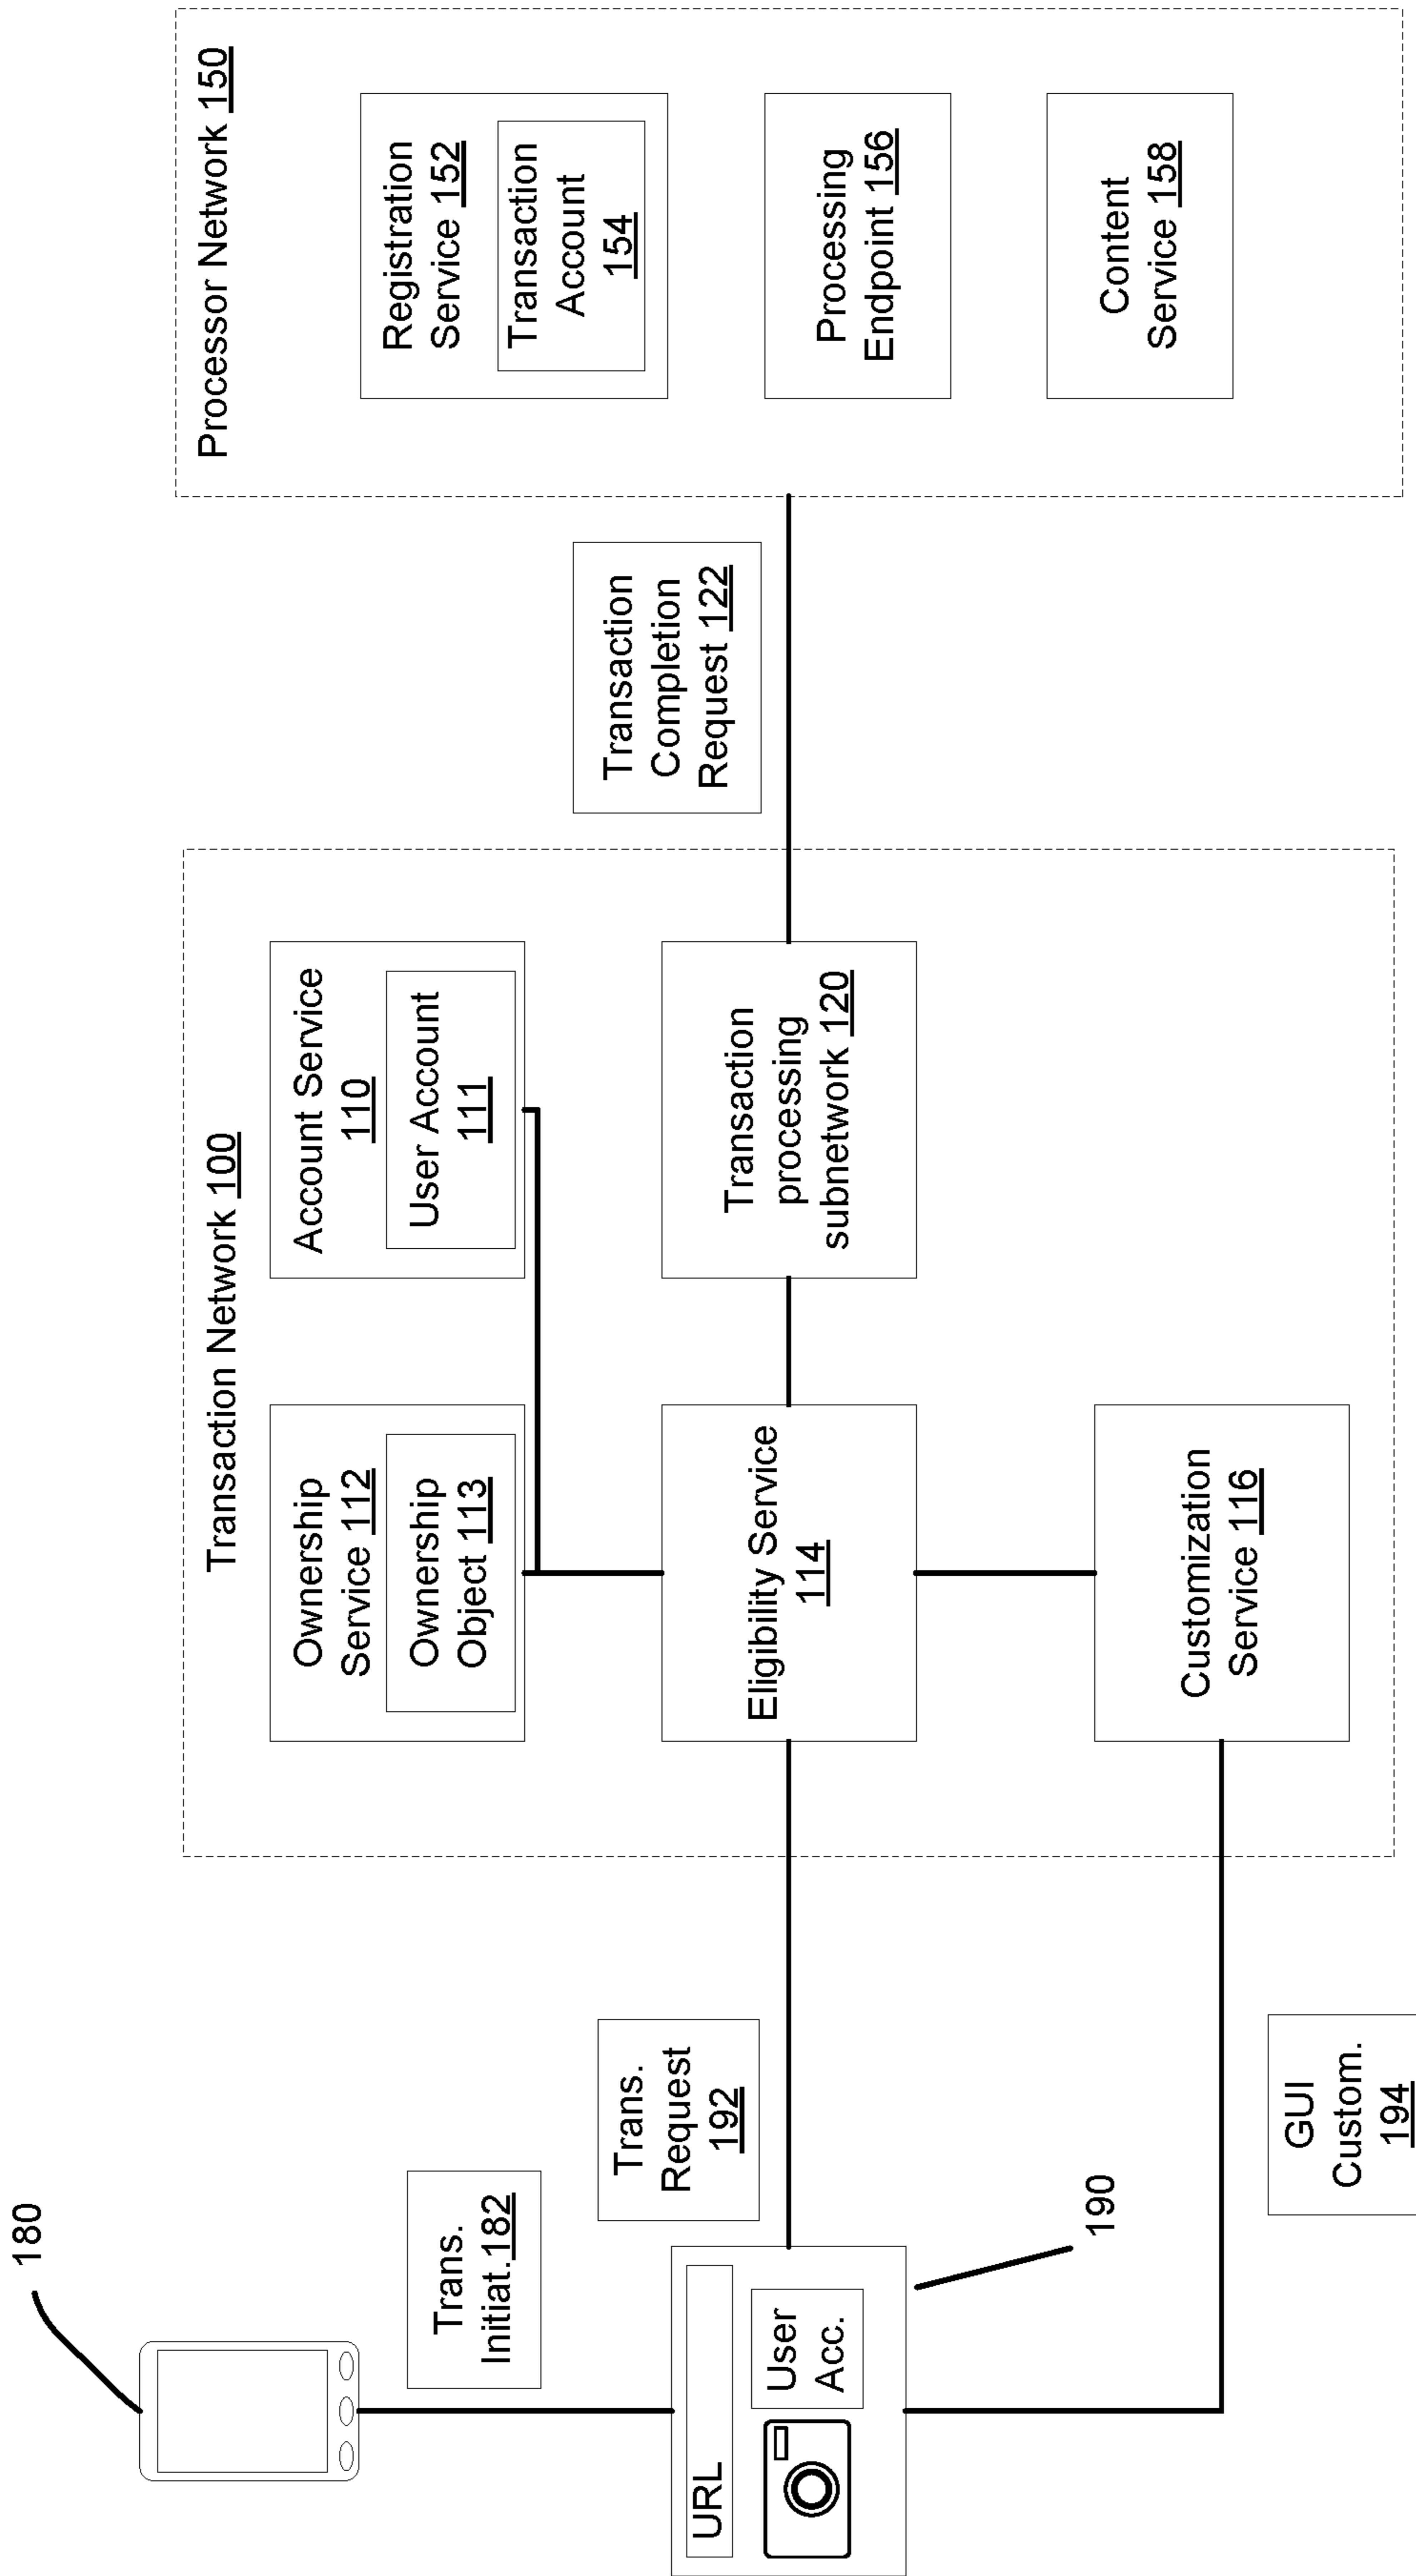 180
Trans.
Initiat.182
URL
User
Acc.
190
Trans.
Request
192
GUI
Custom.
194
Transaction Network 100
Ownership
Service 112
Ownership
Object 113
Account Service
110
User Account
111
Eligibility Service
114
Transaction
processing
subnetwork 120
Customization
Service 116
Transaction
Completion
Request 122
Processor Network 150
Registration
Service 152
Transaction
Account
154
Processing
Endpoint 156
Content
Service 158